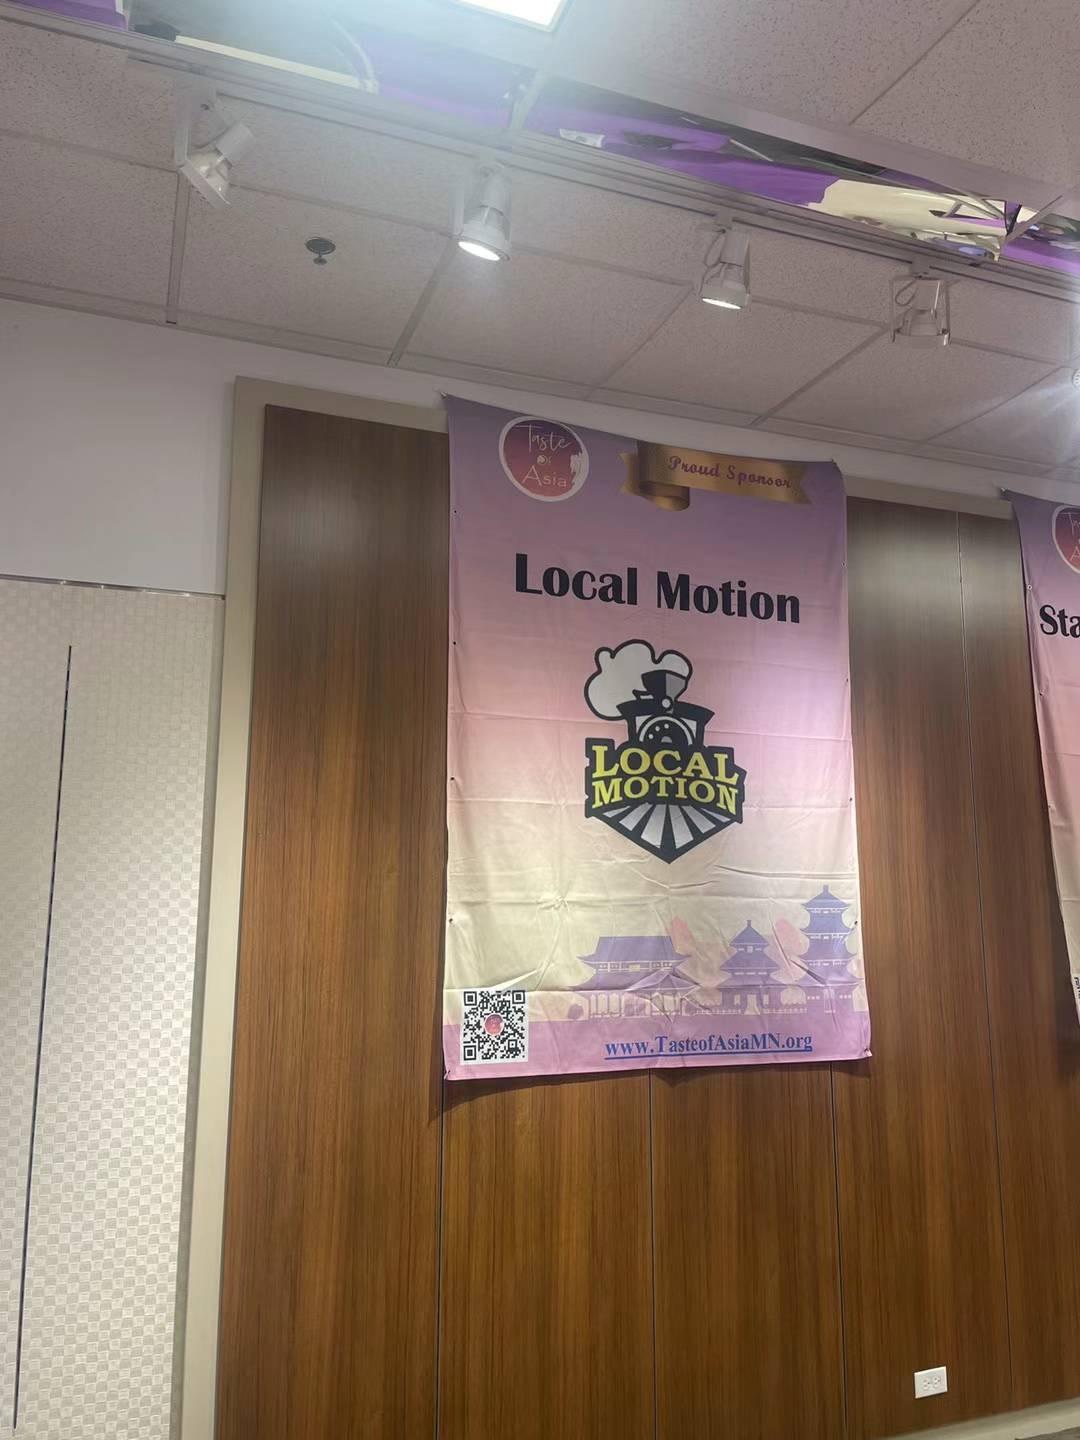 Taste
of
Asia
Proud Sponsor
Local Motion
LOCAL
MOTION
www.TasteofAsiaMN.org
Sta